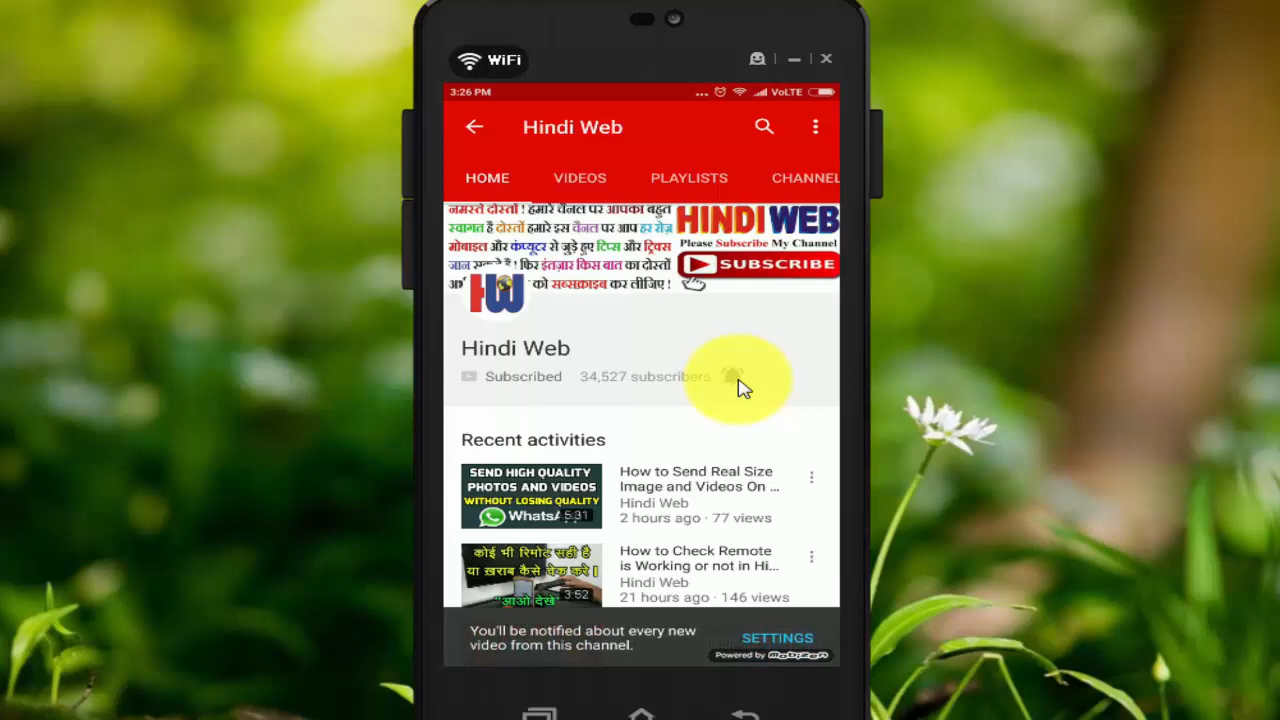 WiFi
3:26 PM
VoLTE
Hindi Web
HOME VIDEOS PLAYLISTS CHANNEL
नमस्ते दोस्तों ! हमारे चैनल पर आपका बहुत
स्वागत है दोस्तों हमारे इस चैनल पर आप हर रोज़
मोबाइल और कंप्यूटर से जुड़े हुए टिप्स और ट्रिक्स
जान सकते है ! फिर इंतज़ार किस बात का दोस्तों
को सब्सक्राइब कर लीजिए !
HINDI WEB
Please Subscribe My Channel
SUBSCRIBE
HW
Hindi Web
Subscribed 34,527 subscribers
Recent activities
SEND HIGH QUALITY
PHOTOS AND VIDEOS
WITHOUT LOSING QUALITY
5:31
How to Send Real Size
Image and Videos On ...
Hindi Web
2 hours ago · 77 views
कोई भी रिमोट सही है
या ख़राब कैसे चेक करे ।
"आओ देखे"
3:52
How to Check Remote
is Working or not in Hi...
Hindi Web
21 hours ago · 146 views
You'll be notified about every new
video from this channel.
SETTINGS
Powered by mobizen